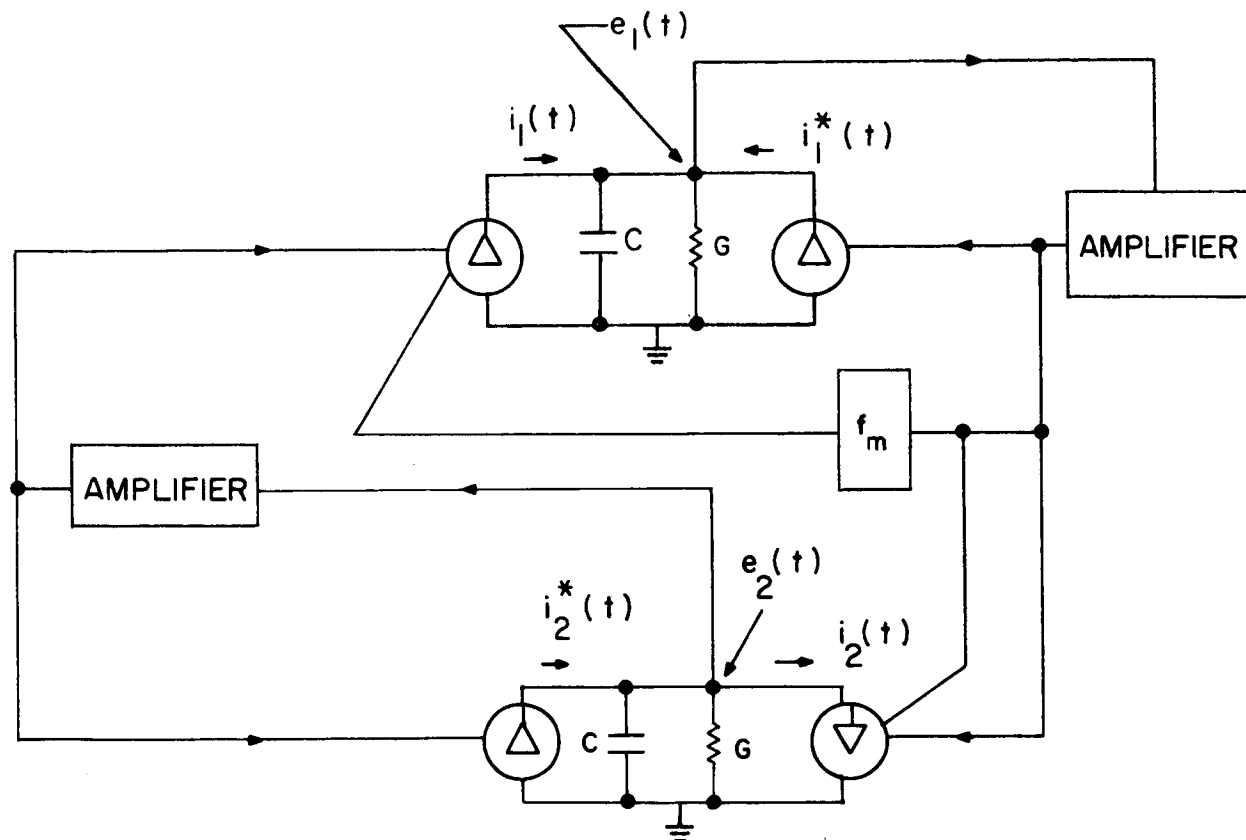 e₁(t)
i₁(t)
i₁*(t)
C
G
AMPLIFIER
fₘ
AMPLIFIER
e₂(t)
i₂*(t)
i₂(t)
C
G